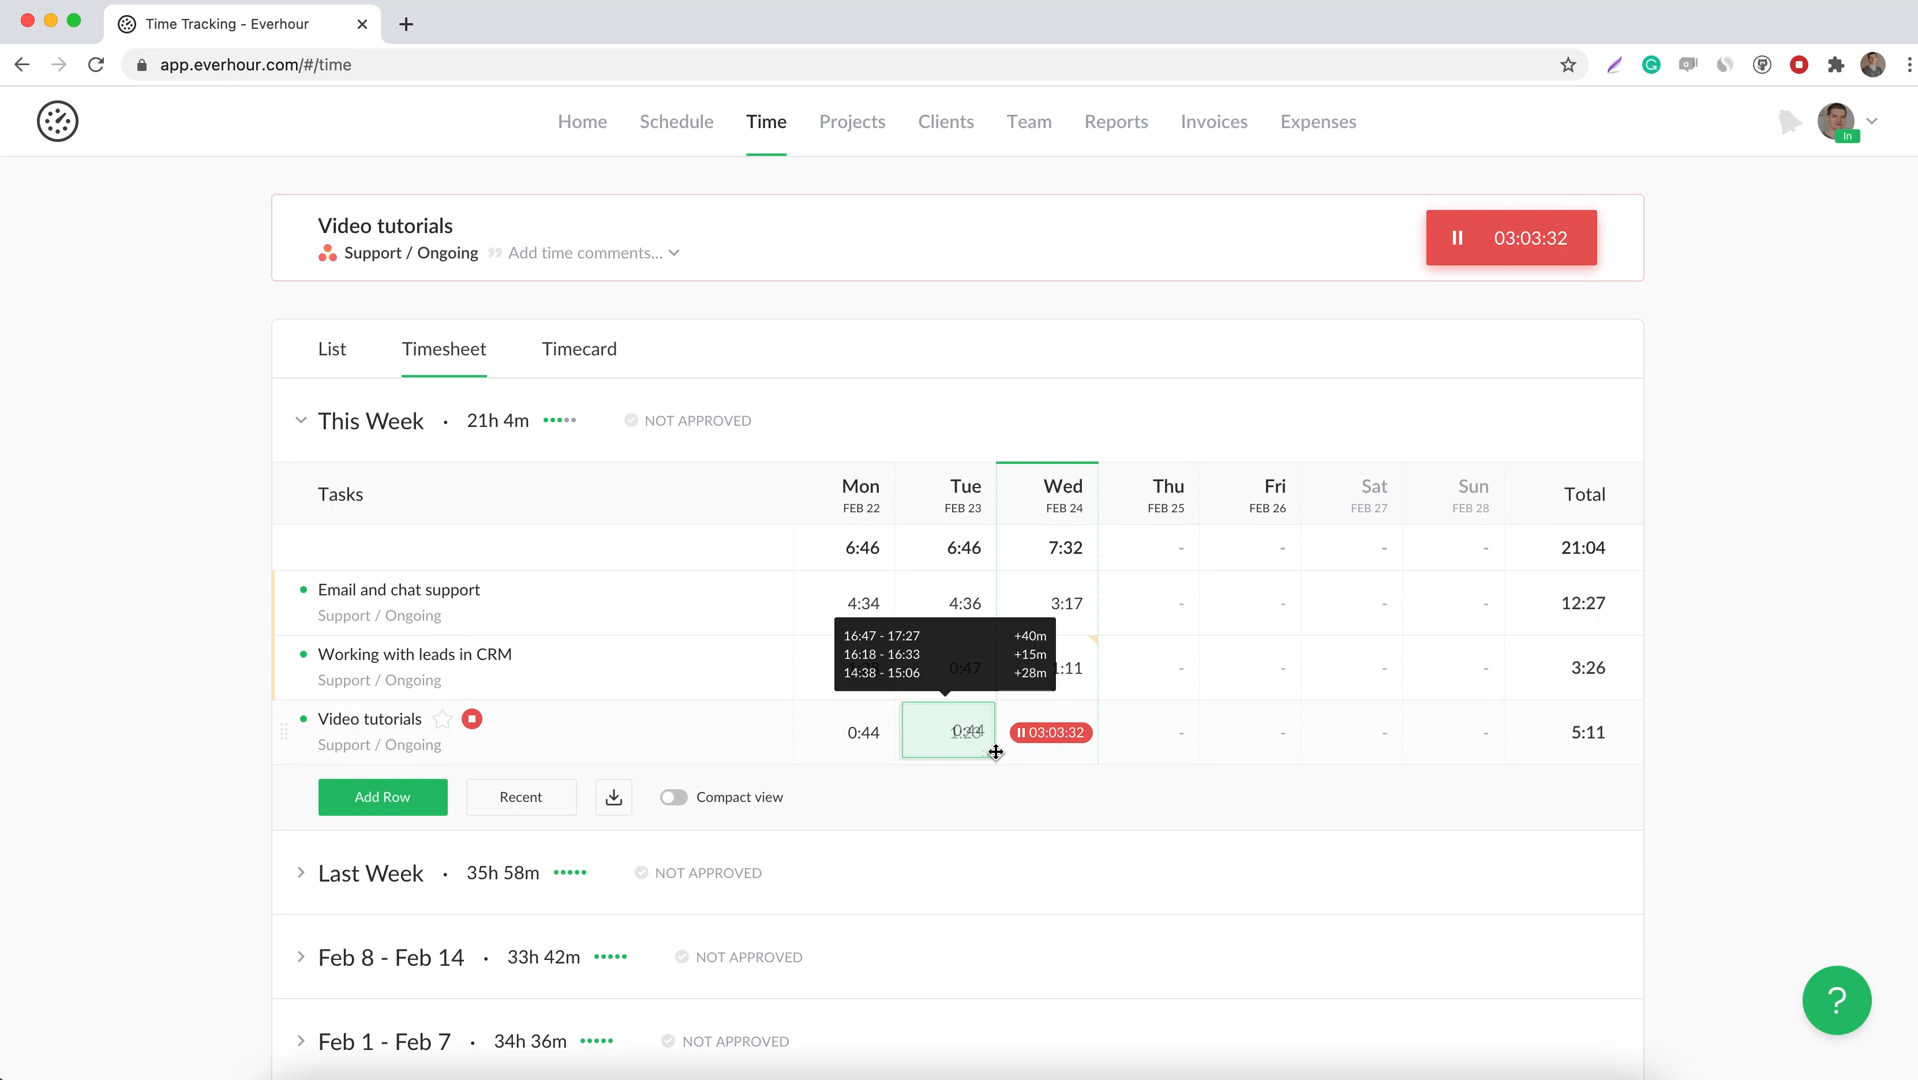 Time Tracking - Everhour
app.everhour.com/#/time
Home Schedule Time Projects Clients Team Reports Invoices Expenses
In
Video tutorials
Support / Ongoing Add time comments...
03:03:32
List Timesheet Timecard
This Week · 21h 4m NOT APPROVED
Tasks Mon Tue Wed Thu Fri Sat Sun Total
FEB 22 FEB 23 FEB 24 FEB 25 FEB 26 FEB 27 FEB 28
6:46 6:46 7:32 - - - - 21:04
Email and chat support
Support / Ongoing
4:34 4:36 3:17 - - - - 12:27
16:47 - 17:27 +40m
16:18 - 16:33 +15m
14:38 - 15:06 +28m
Working with leads in CRM
Support / Ongoing
0:47 1:11 - - - - 3:26
Video tutorials
Support / Ongoing
0:44 0:44 03:03:32 - - - - 5:11
Add Row Recent Compact view
Last Week · 35h 58m NOT APPROVED
Feb 8 - Feb 14 · 33h 42m NOT APPROVED
Feb 1 - Feb 7 · 34h 36m NOT APPROVED
?